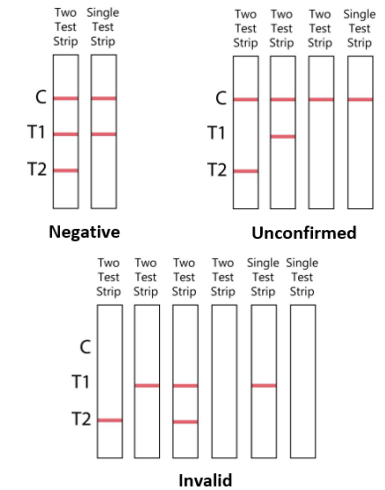 Two Single
Test Test
Strip Strip
C
T1
T2
Negative
Two Two Two Single
Test Test Test Test
Strip Strip Strip Strip
C
T1
T2
Unconfirmed
Two Two Two Two Single Single
Test Test Test Test Test Test
Strip Strip Strip Strip Strip Strip
C
T1
T2
Invalid